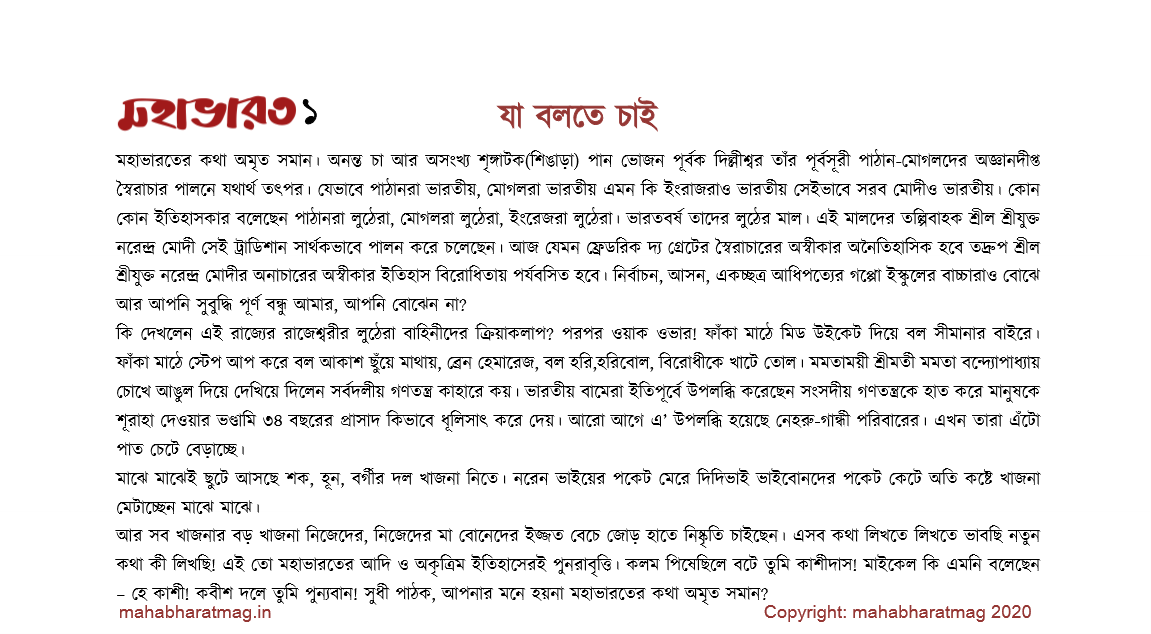 মহাভারত ১
যা বলতে চাই
মহাভারতের কথা অমৃত সমান। অনন্ত চা আর অসংখ্য শৃঙ্গাটক(শিঙাড়া) পান ভোজন পূর্বক দিল্লীশ্বর তাঁর পূর্বসূরী পাঠান-মোগলদের অজ্ঞানদীপ্ত
স্বৈরাচার পালনে যথার্থ তৎপর। যেভাবে পাঠানরা ভারতীয়, মোগলরা ভারতীয় এমন কি ইংরাজরাও ভারতীয় সেইভাবে সরব মোদীও ভারতীয়। কোন
কোন ইতিহাসকার বলেছেন পাঠানরা লুঠেরা, মোগলরা লুঠেরা, ইংরেজরা লুঠেরা। ভারতবর্ষ তাদের লুঠের মাল। এই মালদের তল্পিবাহক শ্রীল শ্রীযুক্ত
নরেন্দ্র মোদী সেই ট্রাডিশান সার্থকভাবে পালন করে চলেছেন। আজ যেমন ফ্রেডরিক দ্য গ্রেটের স্বৈরাচারের অস্বীকার অনৈতিহাসিক হবে তদ্রুপ শ্রীল
শ্রীযুক্ত নরেন্দ্র মোদীর অনাচারের অস্বীকার ইতিহাস বিরোধিতায় পর্যবসিত হবে। নির্বাচন, আসন, একচ্ছত্র আধিপত্যের গপ্পো ইস্কুলের বাচ্চারাও বোঝে
আর আপনি সুবুদ্ধি পূর্ণ বন্ধু আমার, আপনি বোঝেন না?
কি দেখলেন এই রাজ্যের রাজেশ্বরীর লুঠেরা বাহিনীদের ক্রিয়াকলাপ? পরপর ওয়াক ওভার! ফাঁকা মাঠে মিড উইকেট দিয়ে বল সীমানার বাইরে।
ফাঁকা মাঠে স্টেপ আপ করে বল আকাশ ছুঁয়ে মাথায়, ব্রেন হেমারেজ, বল হরি,হরিবোল, বিরোধীকে খাটে তোল। মমতাময়ী শ্রীমতী মমতা বন্দ্যোপাধ্যায়
চোখে আঙুল দিয়ে দেখিয়ে দিলেন সর্বদলীয় গণতন্ত্র কাহারে কয়। ভারতীয় বামেরা ইতিপূর্বে উপলব্ধি করেছেন সংসদীয় গণতন্ত্রকে হাত করে মানুষকে
শূরাহা দেওয়ার ভণ্ডামি ৩৪ বছরের প্রাসাদ কিভাবে ধূলিসাৎ করে দেয়। আরো আগে এ’ উপলব্ধি হয়েছে নেহরু-গান্ধী পরিবারের। এখন তারা এঁটো
পাত চেটে বেড়াচ্ছে।
মাঝে মাঝেই ছুটে আসছে শক, হূন, বর্গীর দল খাজনা নিতে। নরেন ভাইয়ের পকেট মেরে দিদিভাই ভাইবোনদের পকেট কেটে অতি কষ্টে খাজনা
মেটাচ্ছেন মাঝে মাঝে।
আর সব খাজনার বড় খাজনা নিজেদের, নিজেদের মা বোনেদের ইজ্জত বেচে জোড় হাতে নিষ্কৃতি চাইছেন। এসব কথা লিখতে লিখতে ভাবছি নতুন
কথা কী লিখছি! এই তো মহাভারতের আদি ও অকৃত্রিম ইতিহাসেরই পুনরাবৃত্তি। কলম পিষেছিলে বটে তুমি কাশীদাস! মাইকেল কি এমনি বলেছেন
– হে কাশী! কবীশ দলে তুমি পুন্যবান! সুধী পাঠক, আপনার মনে হয়না মহাভারতের কথা অমৃত সমান?
mahabharatmag.in
Copyright: mahabharatmag 2020